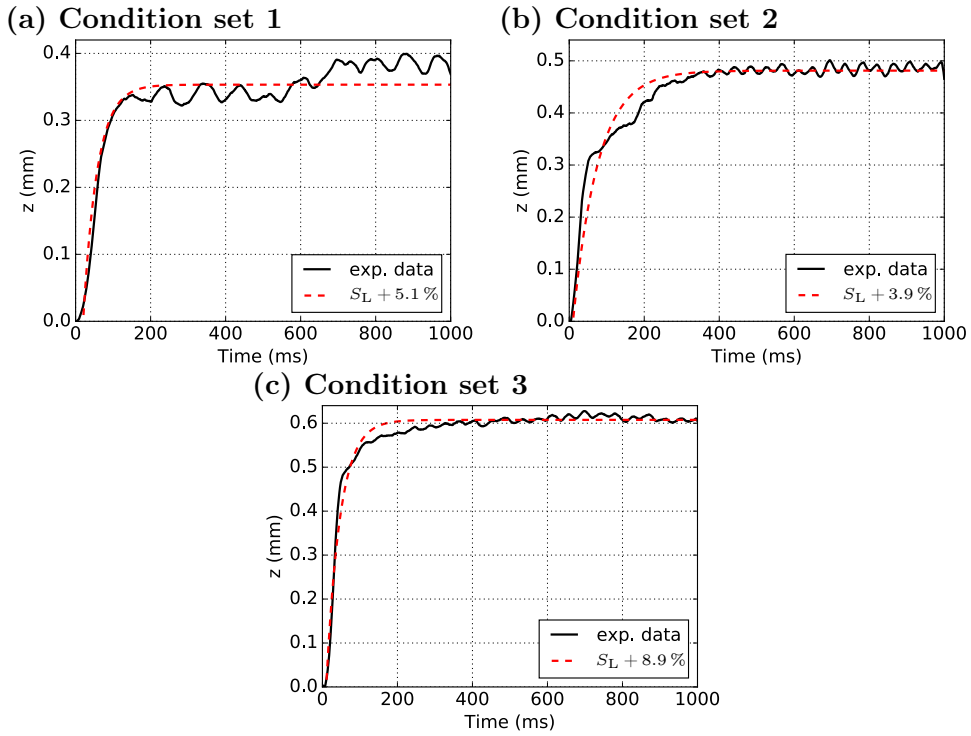 (a) Condition set 1
0.4
0.3
0.2
0.1
0.0
z (mm)
0 200 400 600 800 1000
Time (ms)
exp. data
S_L + 5.1 %
(b) Condition set 2
0.5
0.4
0.3
0.2
0.1
0.0
z (mm)
0 200 400 600 800 1000
Time (ms)
exp. data
S_L + 3.9 %
(c) Condition set 3
0.6
0.5
0.4
0.3
0.2
0.1
0.0
z (mm)
0 200 400 600 800 1000
Time (ms)
exp. data
S_L + 8.9 %